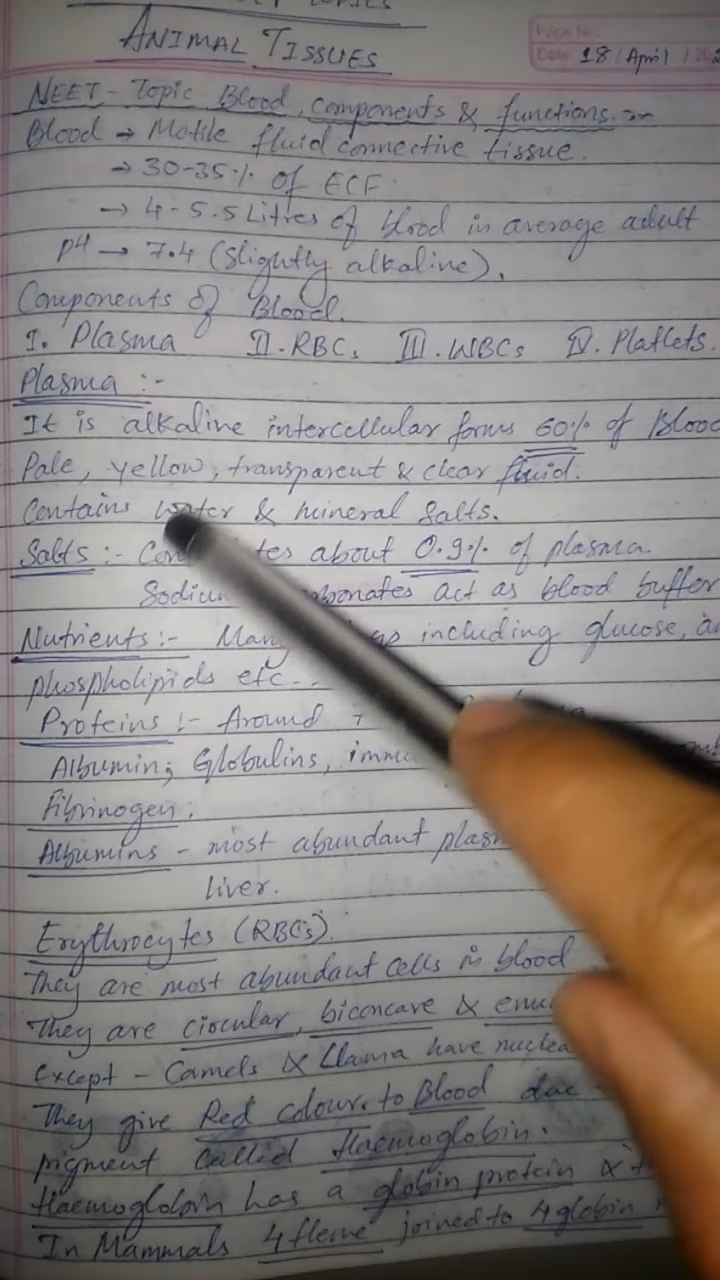 TOPICS
ANIMAL TISSUES
Page No.
Date 18 / April / 20
NEET - Topic Blood, components & functions :-
Blood → Motile fluid connective tissue.
→ 30-35% of ECF.
→ 4-5.5 Litres of blood in average adult
pH → 7.4 (Slightly alkaline).
Components of Blood.
I. Plasma II. RBCs III. WBCs IV. Platlets.
Plasma :-
It is alkaline intercellular forms 60% of Blood
Pale, yellow, transparent & clear fluid.
Contains water & mineral salts.
Salts :- tes about 0.9% of plasma.
Sodium bonates act as blood buffer
Nutrients :- Many including glucose,
phospholipids etc..
Proteins :- Around
Albumin; Globulins,
Fibrinogen.
Albumins - most abundant
liver.
Erythrocytes (RBCs).
They are most abundant cells in blood
They are circular, biconcave &
Except - Camels & Llama have
They give Red colour to Blood due
pigment called Haemoglobin.
Haemoglobin has a globin protein &
In Mammals 4 Heme joined to 4 globin